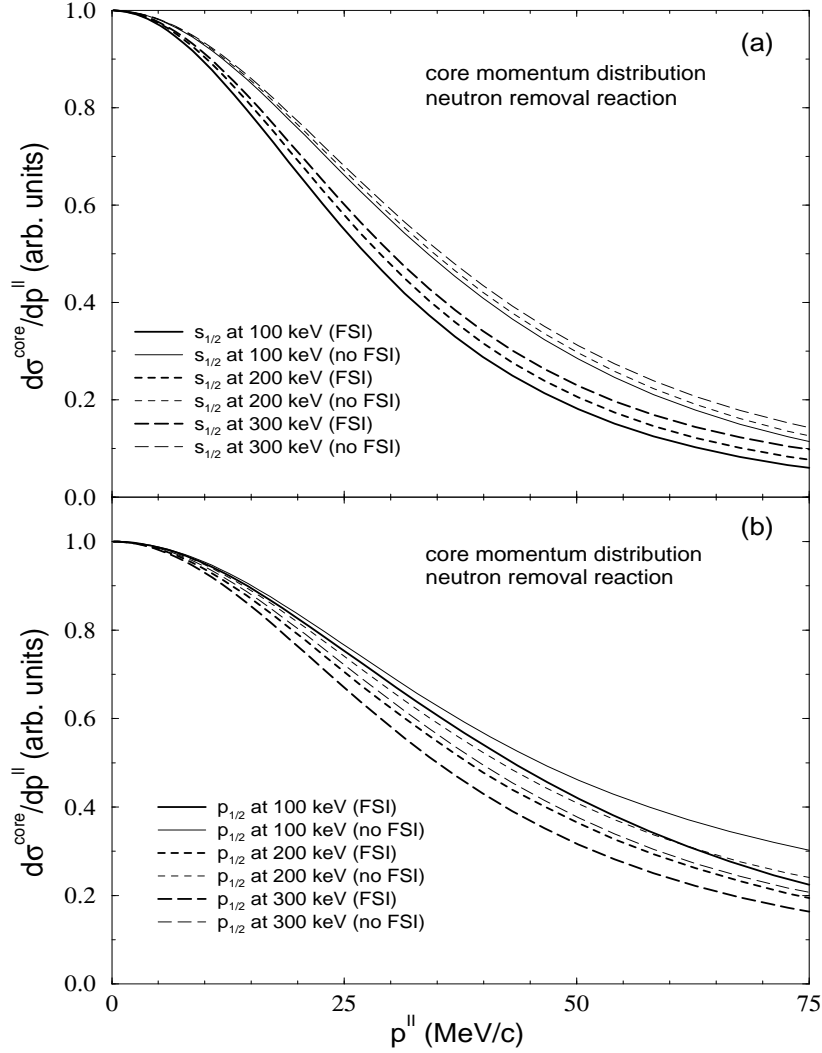 (a)
core momentum distribution
neutron removal reaction
dσ^core/dp^II (arb. units)
1.0
0.8
0.6
0.4
0.2
0.0
s1/2 at 100 keV (FSI)
s1/2 at 100 keV (no FSI)
s1/2 at 200 keV (FSI)
s1/2 at 200 keV (no FSI)
s1/2 at 300 keV (FSI)
s1/2 at 300 keV (no FSI)
(b)
core momentum distribution
neutron removal reaction
dσ^core/dp^II (arb. units)
1.0
0.8
0.6
0.4
0.2
0.0
p1/2 at 100 keV (FSI)
p1/2 at 100 keV (no FSI)
p1/2 at 200 keV (FSI)
p1/2 at 200 keV (no FSI)
p1/2 at 300 keV (FSI)
p1/2 at 300 keV (no FSI)
0 25 50 75
p^II (MeV/c)